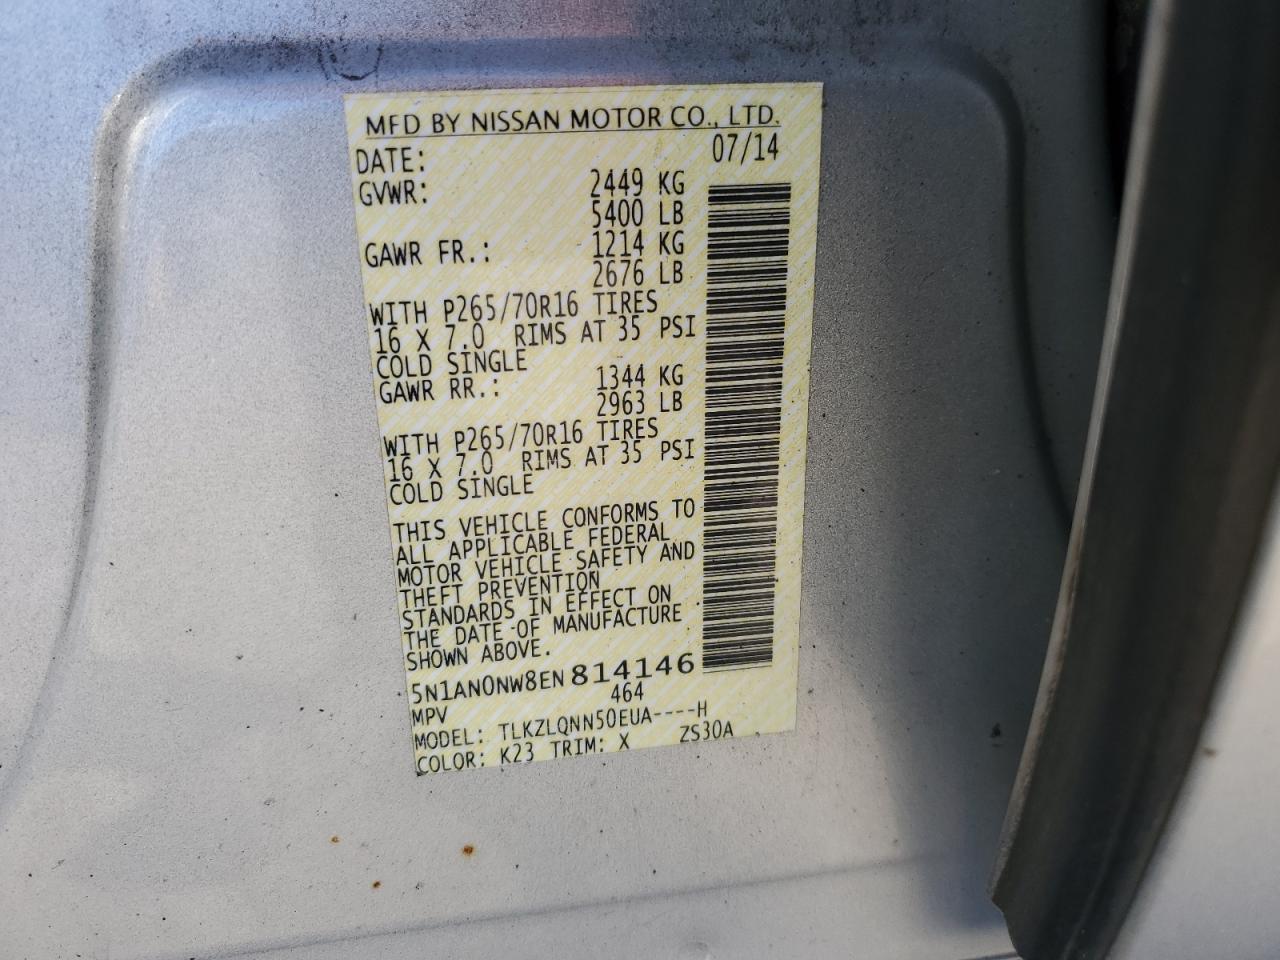 MFD BY NISSAN MOTOR CO., LTD.
DATE: 07/14
GVWR: 2449 KG
5400 LB
GAWR FR.: 1214 KG
2676 LB
WITH P265/70R16 TIRES
16 X 7.0 RIMS AT 35 PSI
COLD SINGLE
GAWR RR.: 1344 KG
2963 LB
WITH P265/70R16 TIRES
16 X 7.0 RIMS AT 35 PSI
COLD SINGLE
THIS VEHICLE CONFORMS TO
ALL APPLICABLE FEDERAL
MOTOR VEHICLE SAFETY AND
THEFT PREVENTION
STANDARDS IN EFFECT ON
THE DATE OF MANUFACTURE
SHOWN ABOVE.
5N1AN0NW8EN814146
MPV 464
MODEL: TLKZLQNN50EUA----H
COLOR: K23 TRIM: X ZS30A